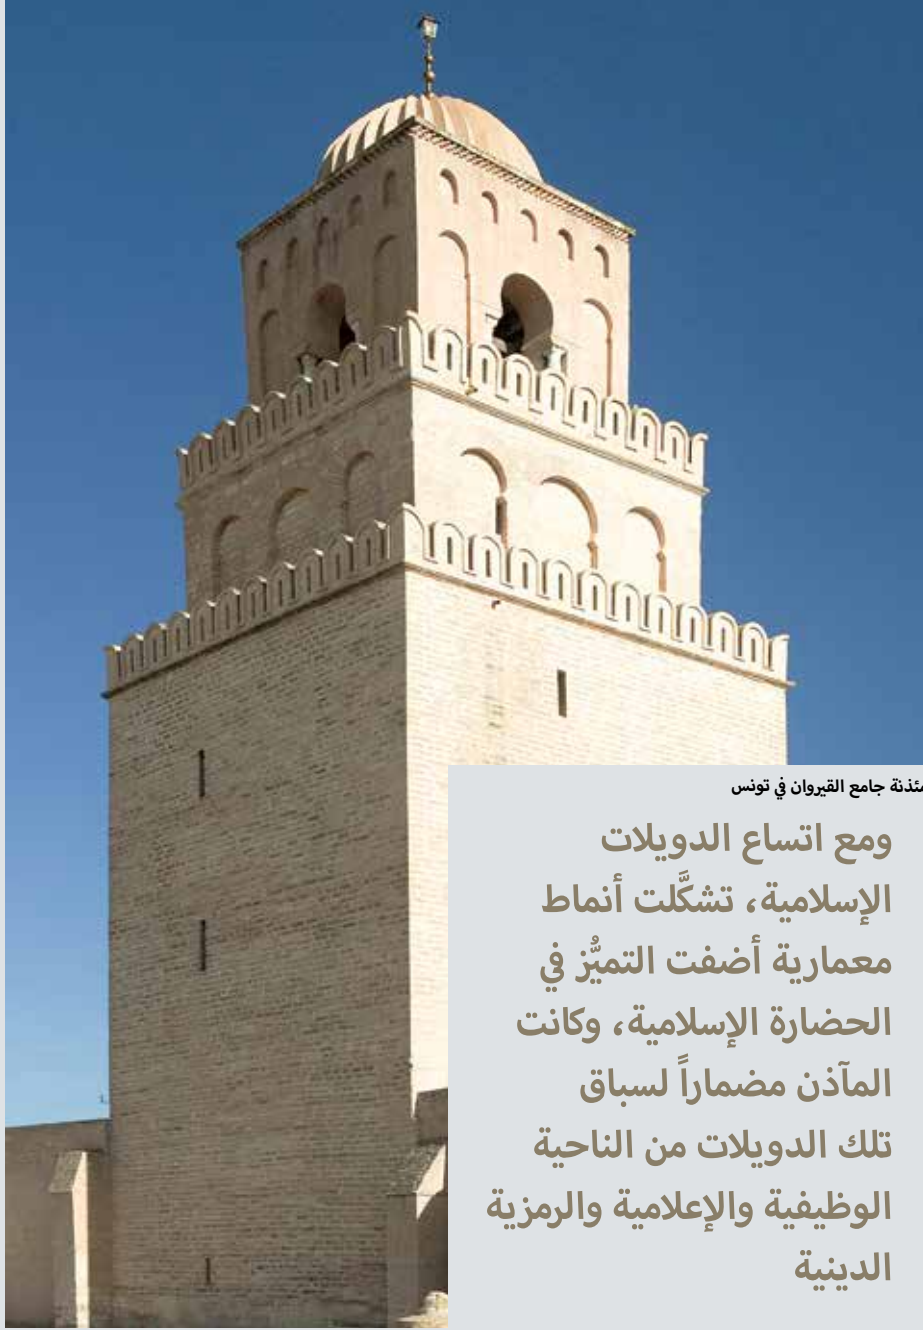 مئذنة جامع القيروان في تونس
ومع اتساع الدويلات
الإسلامية، تشكَّلت أنماط
معمارية أضفت التميُّز في
الحضارة الإسلامية، وكانت
المآذن مضماراً لسباق
تلك الدويلات من الناحية
الوظيفية والإعلامية والرمزية
الدينية